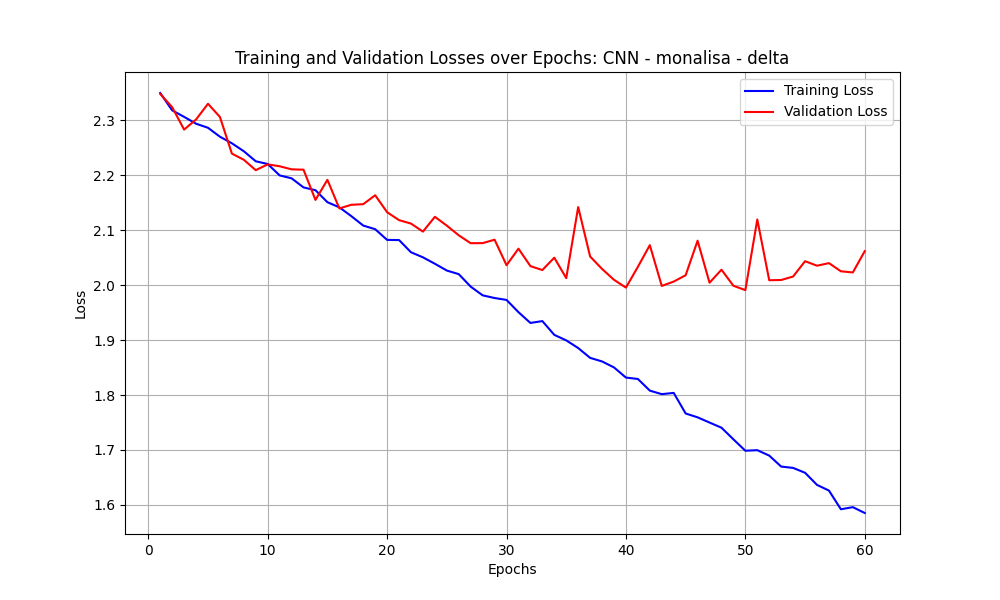 Training and Validation Losses over Epochs: CNN - monalisa - delta
Training Loss
Validation Loss
2.3
2.2
2.1
2.0
1.9
1.8
1.7
1.6
Loss
0 10 20 30 40 50 60
Epochs